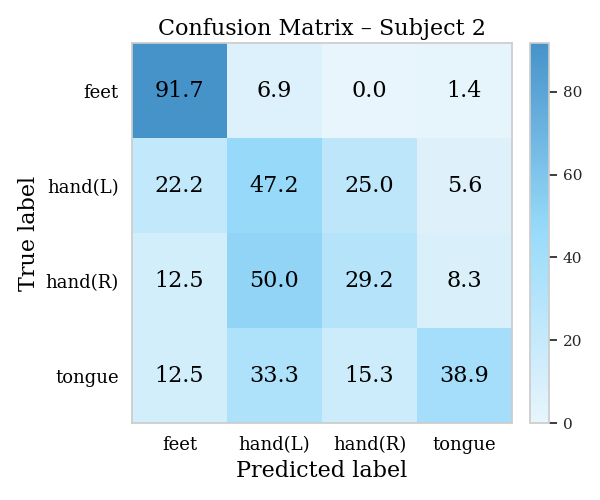 Confusion Matrix – Subject 2
feet 91.7 6.9 0.0 1.4
hand(L) 22.2 47.2 25.0 5.6
hand(R) 12.5 50.0 29.2 8.3
tongue 12.5 33.3 15.3 38.9
feet hand(L) hand(R) tongue
Predicted label
True label
80
60
40
20
0